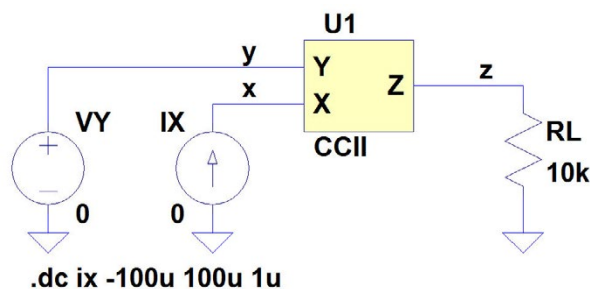 U1
y
Y
x
X
Z
z
VY
IX
CCII
RL
10k
0
0
.dc ix -100u 100u 1u